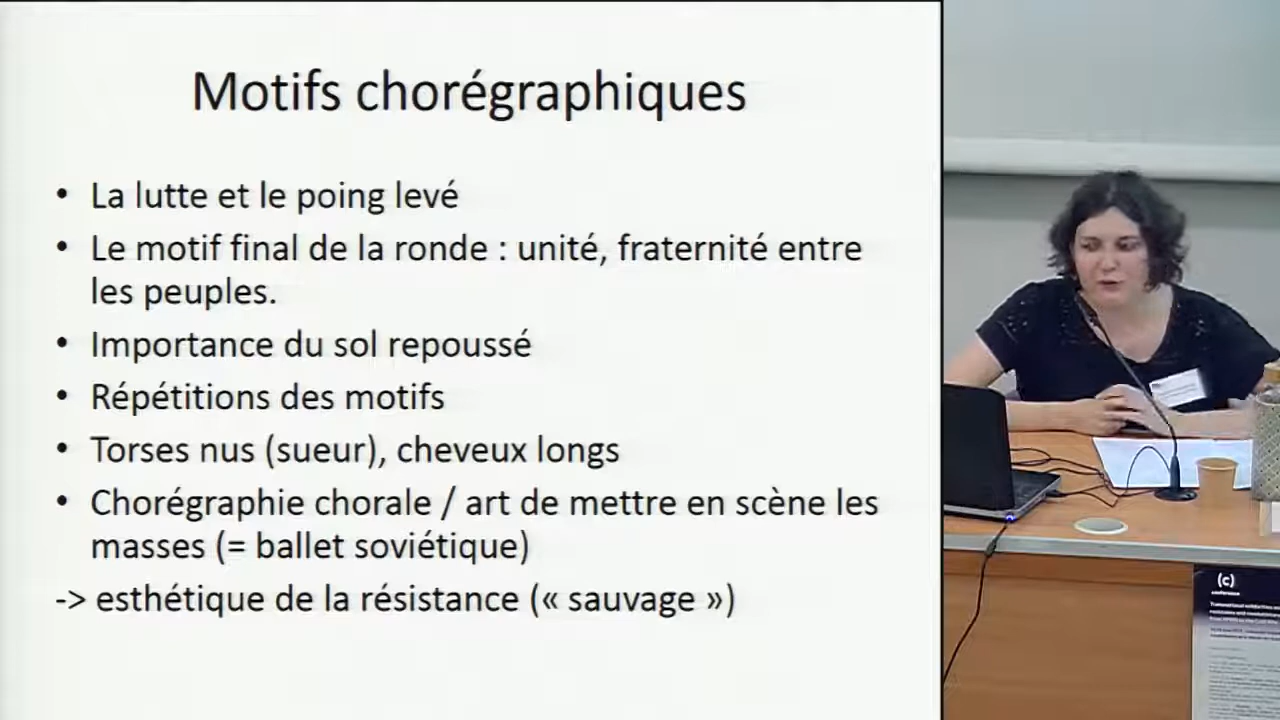 Motifs chorégraphiques
• La lutte et le poing levé
• Le motif final de la ronde : unité, fraternité entre
les peuples.
• Importance du sol repoussé
• Répétitions des motifs
• Torses nus (sueur), cheveux longs
• Chorégraphie chorale / art de mettre en scène les
masses (= ballet soviétique)
-> esthétique de la résistance (« sauvage »)
(c)
conference